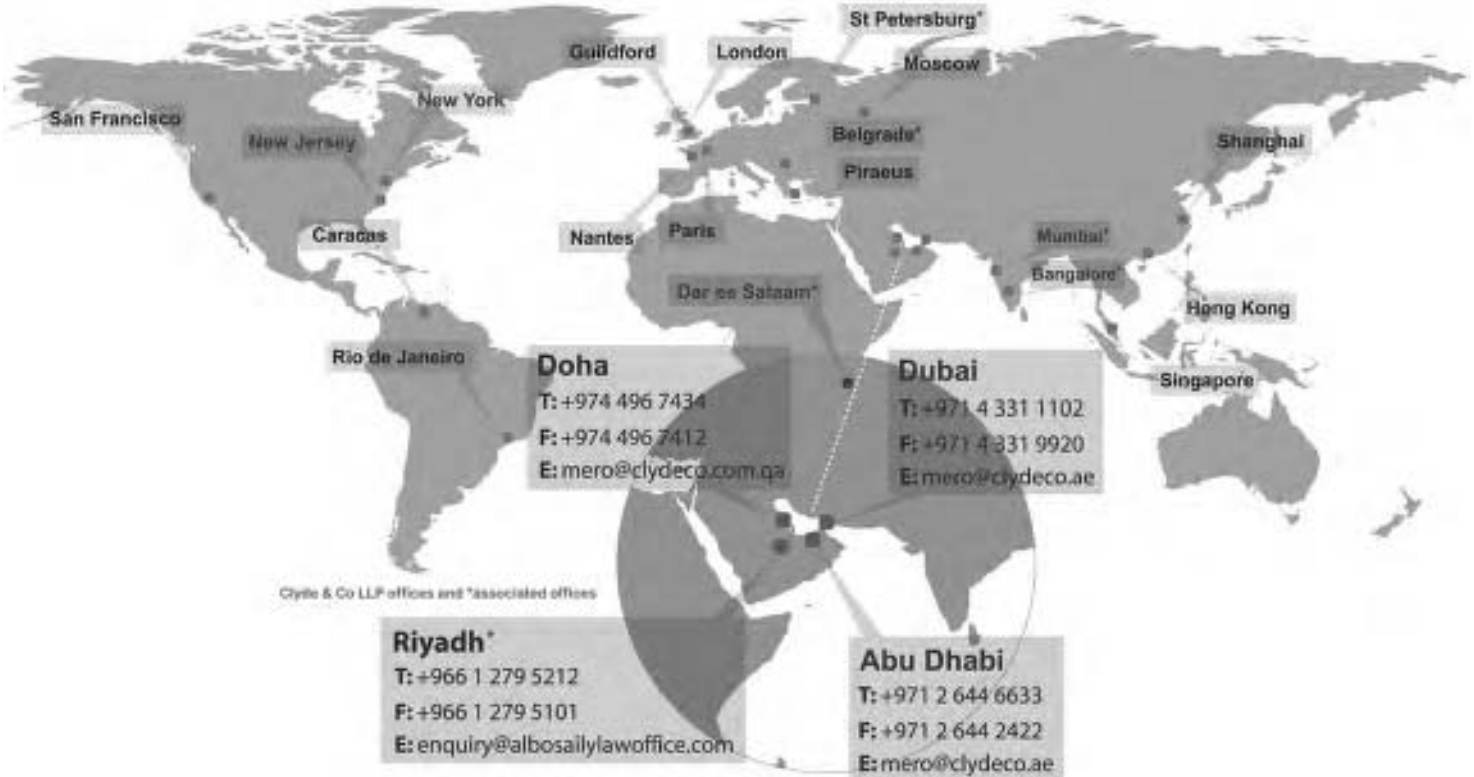 St Petersburg*
Guildford
London
Moscow
New York
San Francisco
New Jersey
Belgrade*
Shanghai
Piraeus
Caracas
Nantes
Paris
Mumbai*
Bangalore*
Dar es Salaam*
Hong Kong
Rio de Janeiro
Singapore
Doha
T: +974 496 7434
F: +974 496 7412
E: mero@clydeco.com.qa
Dubai
T: +971 4 331 1102
F: +971 4 331 9920
E: mero@clydeco.ae
Clyde & Co LLP offices and *associated offices
Riyadh*
T: +966 1 279 5212
F: +966 1 279 5101
E: enquiry@albosailylawoffice.com
Abu Dhabi
T: +971 2 644 6633
F: +971 2 644 2422
E: mero@clydeco.ae